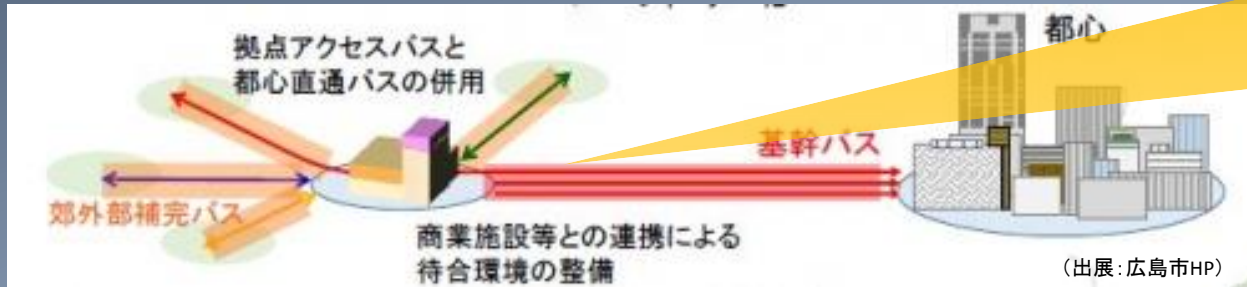 都心
拠点アクセスバスと
都心直通バスの併用
基幹バス
郊外部補完バス
商業施設等との連携による
待合環境の整備
（出展：広島市HP）